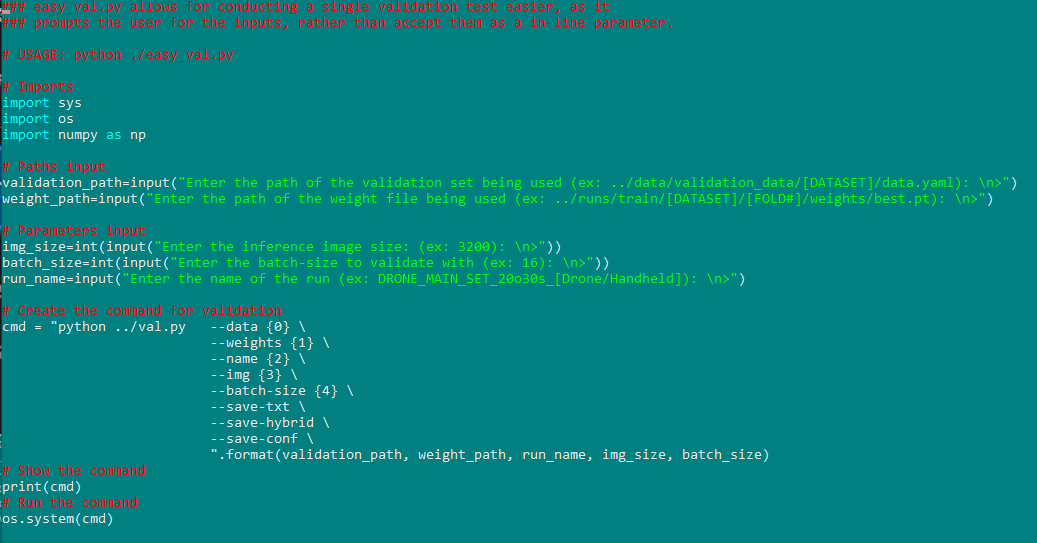 ### easy_val.py allows for conducting a single validation test easier, as it
### prompts the user for the inputs, rather than accept them as a in-line parameter.
# USAGE: python ./easy_val.py
# Imports
import sys
import os
import numpy as np
# Paths input
validation_path=input("Enter the path of the validation set being used (ex: ../data/validation_data/[DATASET]/data.yaml): \n>")
weight_path=input("Enter the path of the weight file being used (ex: ../runs/train/[DATASET]/[FOLD#]/weights/best.pt): \n>")
# Parameters input
img_size=int(input("Enter the inference image size: (ex: 3200): \n>"))
batch_size=int(input("Enter the batch-size to validate with (ex: 16): \n>"))
run_name=input("Enter the name of the run (ex: DRONE_MAIN_SET_20o30s_[Drone/Handheld]): \n>")
# Create the command for validation
cmd = "python ../val.py   --data {0} \
--weights {1} \
--name {2} \
--img {3} \
--batch-size {4} \
--save-txt \
--save-hybrid \
--save-conf \
".format(validation_path, weight_path, run_name, img_size, batch_size)
# Show the command
print(cmd)
# Run the command
os.system(cmd)